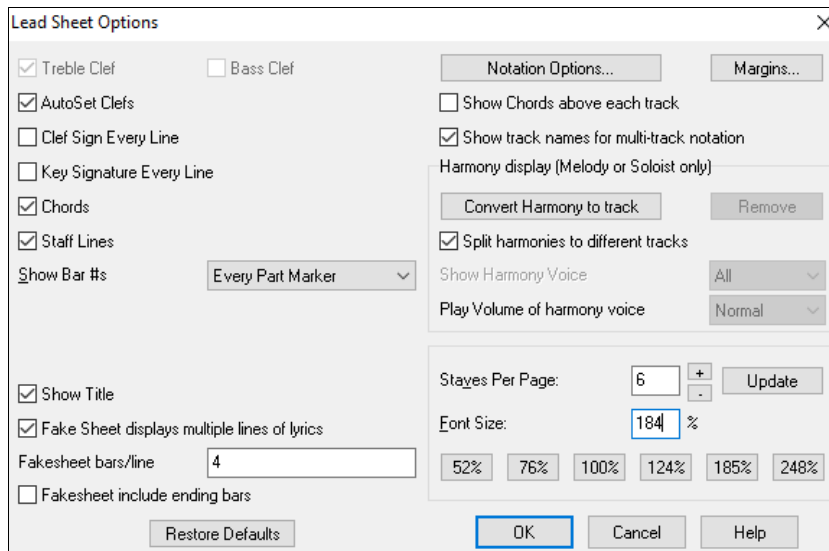 Lead Sheet Options
Treble Clef
Bass Clef
AutoSet Clefs
Clef Sign Every Line
Key Signature Every Line
Chords
Staff Lines
Show Bar #s
Every Part Marker
Show Title
Fake Sheet displays multiple lines of lyrics
Fakesheet bars/line
4
Fakesheet include ending bars
Restore Defaults
Notation Options...
Margins...
Show Chords above each track
Show track names for multi-track notation
Harmony display (Melody or Soloist only)
Convert Harmony to track
Remove
Split harmonies to different tracks
Show Harmony Voice
All
Play Volume of harmony voice
Normal
Staves Per Page:
6
+
-
Update
Font Size:
184 %
52%
76%
100%
124%
185%
248%
OK
Cancel
Help